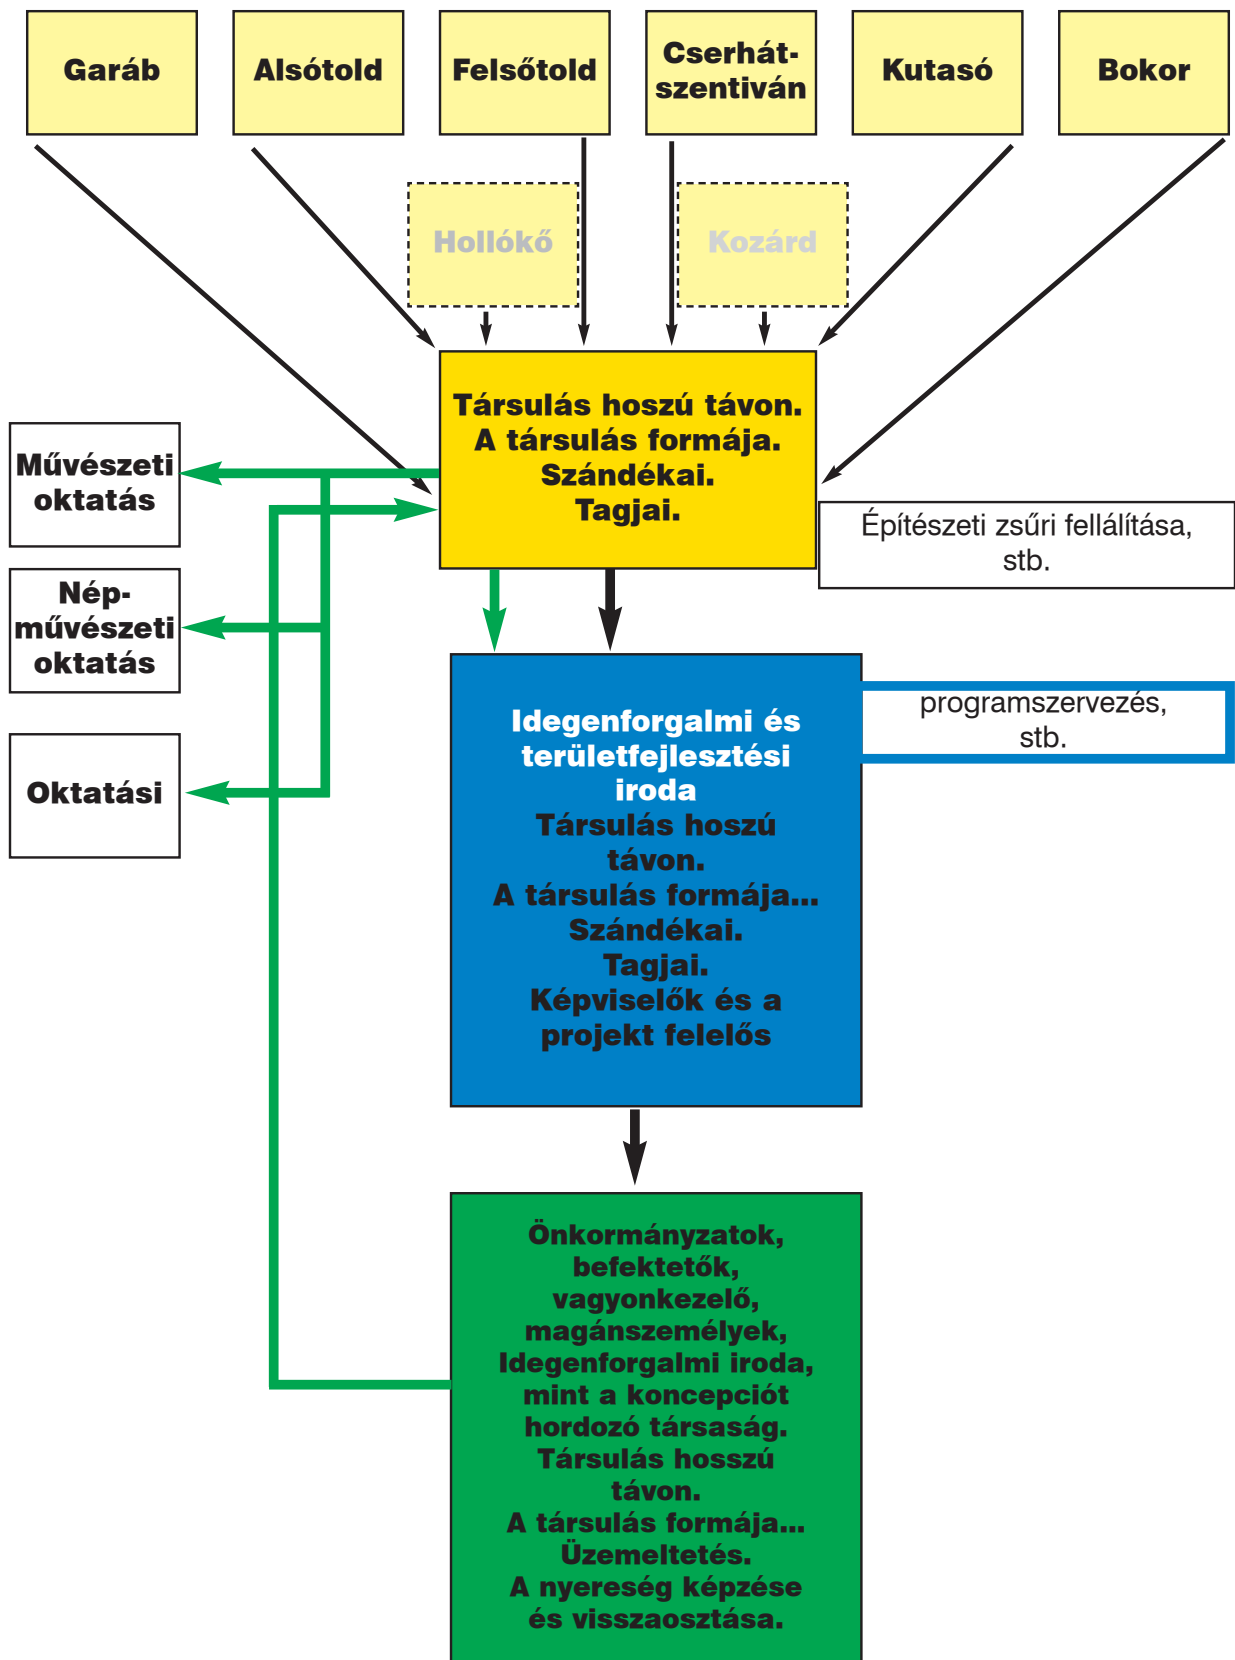 Garáb
Alsótold
Felsőtold
Cserhát-
szentiván
Kutasó
Bokor
Hollókő
Kozárd
Társulás hoszú távon.
A társulás formája.
Szándékai.
Tagjai.
Művészeti
oktatás
Építészeti zsűri fellálítása,
stb.
Nép-
művészeti
oktatás
Oktatási
Idegenforgalmi és
területfejlesztési
iroda
Társulás hoszú
távon.
A társulás formája...
Szándékai.
Tagjai.
Képviselők és a
projekt felelős
programszervezés,
stb.
Önkormányzatok,
befektetők,
vagyonkezelő,
magánszemélyek,
Idegenforgalmi iroda,
mint a koncepciót
hordozó társaság.
Társulás hosszú
távon.
A társulás formája...
Üzemeltetés.
A nyereség képzése
és visszaosztása.